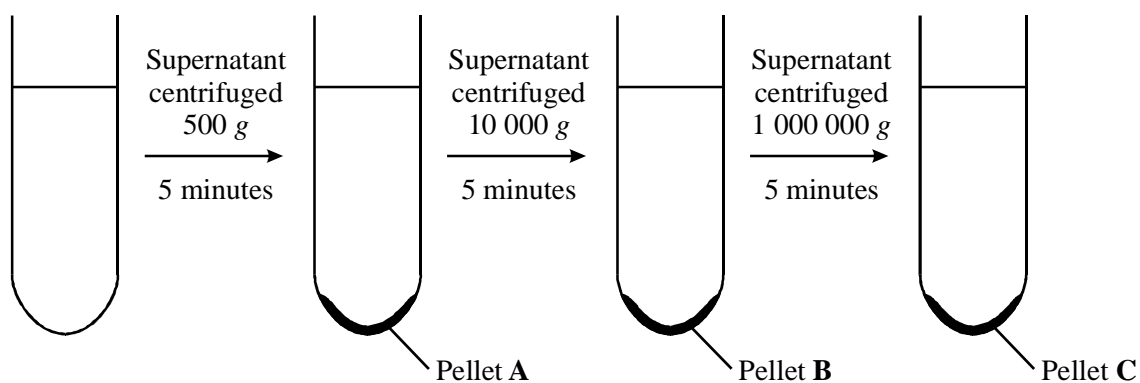 Supernatant
centrifuged
500 g
5 minutes
Supernatant
centrifuged
10 000 g
5 minutes
Supernatant
centrifuged
1 000 000 g
5 minutes
Pellet A
Pellet B
Pellet C